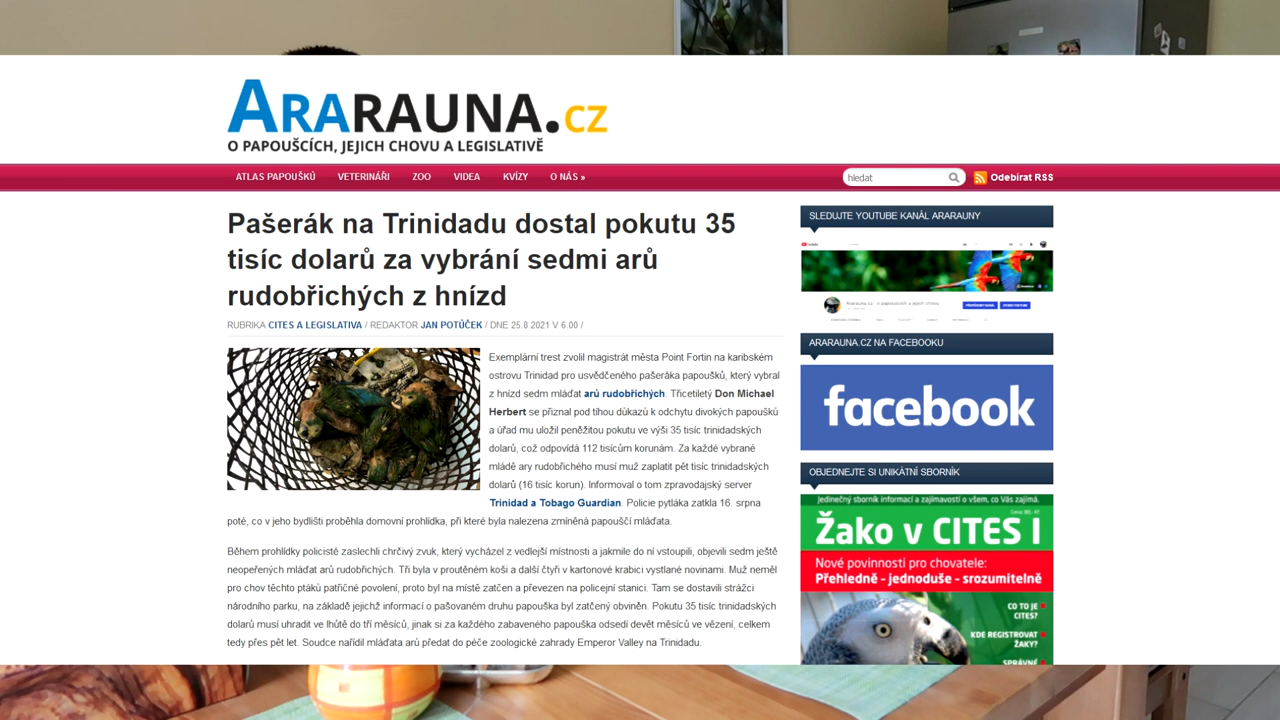 ARARAUNA.CZ
O PAPOUŠCÍCH, JEJICH CHOVU A LEGISLATIVĚ
ATLAS PAPOUŠKŮ VETERINÁŘI ZOO VIDEA KVÍZY O NÁS » hledat Odebírat RSS
Pašerák na Trinidadu dostal pokutu 35
tisíc dolarů za vybrání sedmi arů
rudobřichých z hnízd
RUBRIKA CITES A LEGISLATIVA / REDAKTOR JAN POTŮČEK / DNE 25.8.2021 V 6.00 /
Exemplární trest zvolil magistrát města Point Fortin na karibském
ostrovu Trinidad pro usvědčeného pašeráka papoušků, který vybral
z hnízd sedm mláďat arů rudobřichých. Třicetiletý Don Michael
Herbert se přiznal pod tíhou důkazů k odchytu divokých papoušků
a úřad mu uložil peněžitou pokutu ve výši 35 tisíc trinidadských
dolarů, což odpovídá 112 tisícům korunám. Za každé vybrané
mládě ary rudobřichého musí muž zaplatit pět tisíc trinidadských
dolarů (16 tisíc korun). Informoval o tom zpravodajský server
Trinidad a Tobago Guardian. Policie pytláka zatkla 16. srpna
poté, co v jeho bydlišti proběhla domovní prohlídka, při které byla nalezena zmíněná papouščí mláďata.
Během prohlídky policisté zaslechli chrčivý zvuk, který vycházel z vedlejší místnosti a jakmile do ní vstoupili, objevili sedm ještě
neopeřených mláďat arů rudobřichých. Tři byla v proutěném koši a další čtyři v kartonové krabici vystlané novinami. Muž neměl
pro chov těchto ptáků patřičné povolení, proto byl na místě zatčen a převezen na policejní stanici. Tam se dostavili strážci
národního parku, na základě jejichž informací o pašovaném druhu papouška byl zatčený obviněn. Pokutu 35 tisíc trinidadských
dolarů musí uhradit ve lhůtě do tří měsíců, jinak si za každého zabaveného papouška odsedí devět měsíců ve vězení, celkem
tedy přes pět let. Soudce nařídil mláďata arů předat do péče zoologické zahrady Emperor Valley na Trinidadu.
SLEDUJTE YOUTUBE KANÁL ARARAUNY
ARARAUNA.CZ NA FACEBOOKU
facebook
OBJEDNEJTE SI UNIKÁTNÍ SBORNÍK
Jedinečný sborník informací a zajímavostí o všem, co Vás zajímá.
Žako v CITES I
Nové povinnosti pro chovatele:
Přehledně - jednoduše - srozumitelně
CO TO JE
CITES?
KDE REGISTROVAT
ŽAKY?
SPRÁVNÉ